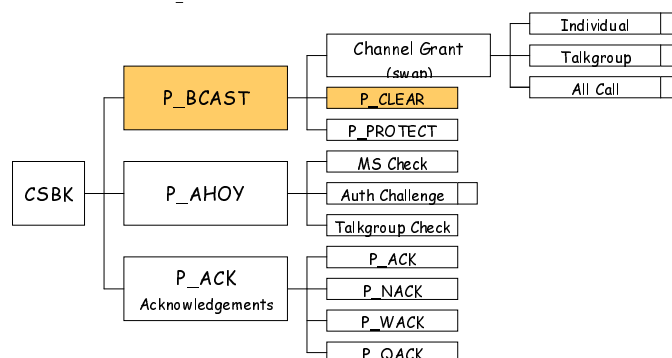 Individual
Channel Grant
(swap)
Talkgroup
All Call
P_BCAST
P_CLEAR
P_PROTECT
CSBK
P_AHOY
MS Check
Auth Challenge
Talkgroup Check
P_ACK
Acknowledgements
P_ACK
P_NACK
P_WACK
P_QACK